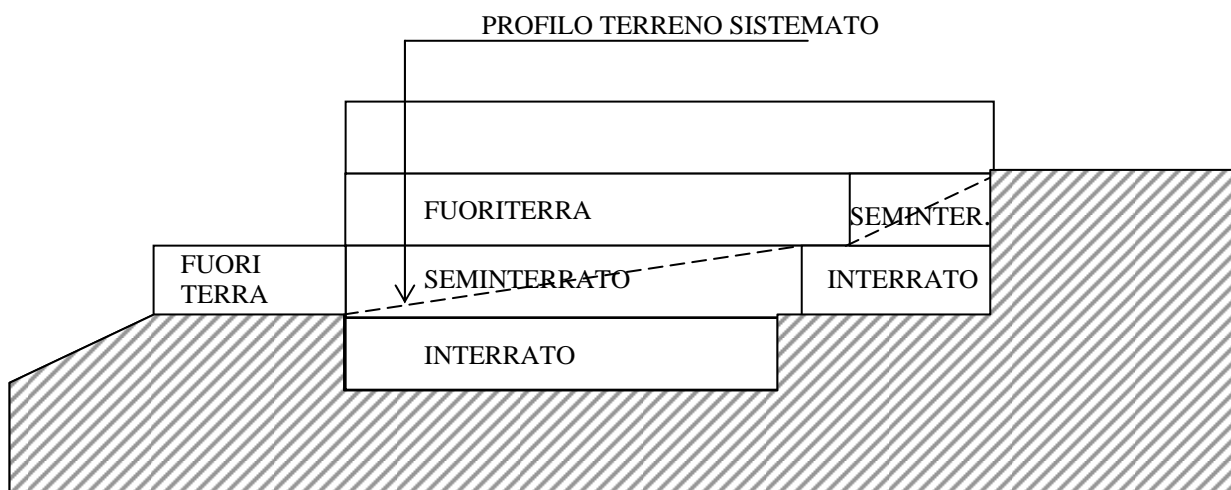 PROFILO TERRENO SISTEMATO
FUORITERRA
SEMINTER.
FUORI
TERRA
SEMINTERRATO
INTERRATO
INTERRATO